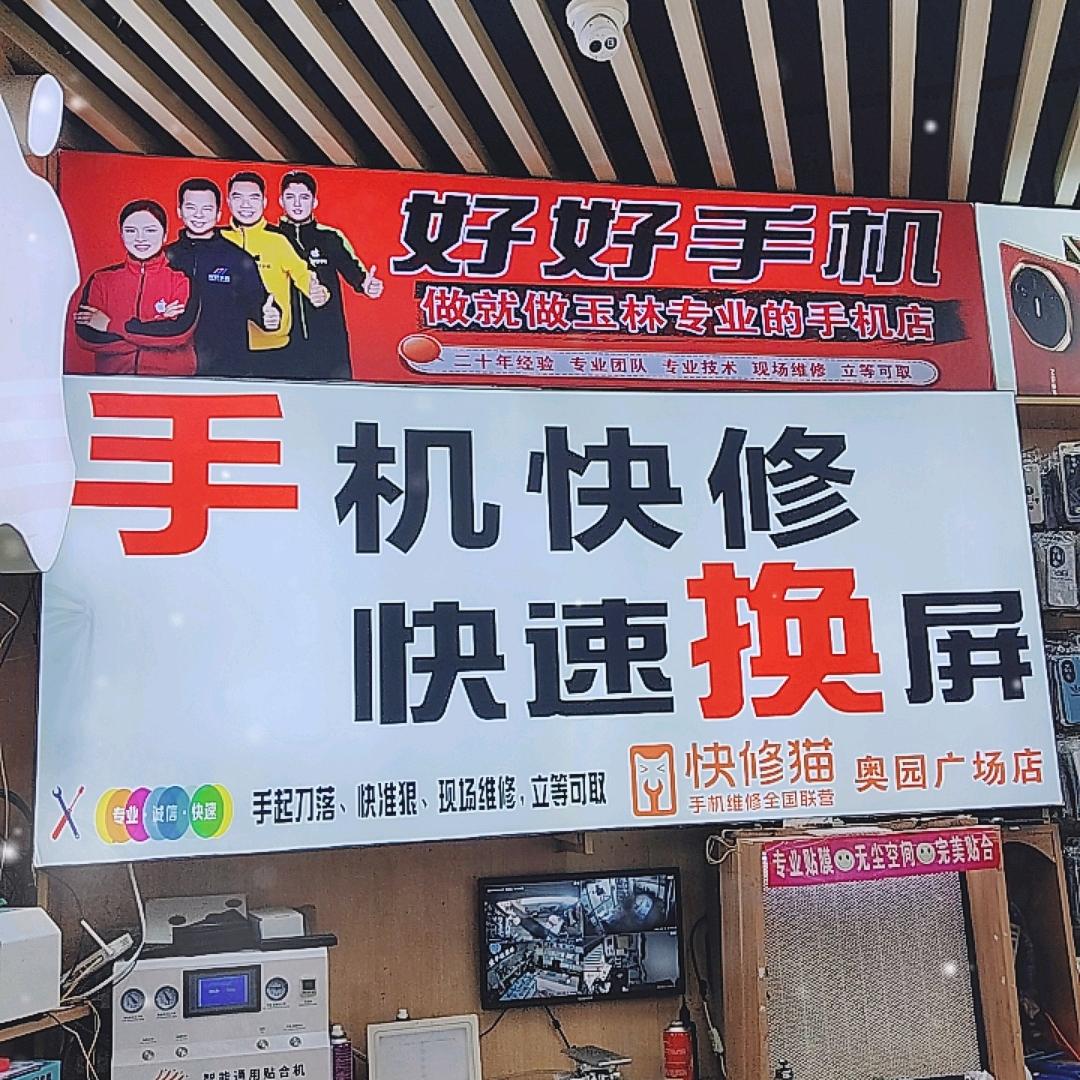 好好手机
做就做玉林专业的手机店
二十年经验 专业团队 专业技术 现场维修 立等可取
手机快修
快速换屏
专业·诚信·快速
手起刀落、快准狠、现场维修,立等可取
快修猫
手机维修全国联营
奥园广场店
专业贴膜 无尘空间 完美贴合
智能通用贴合机